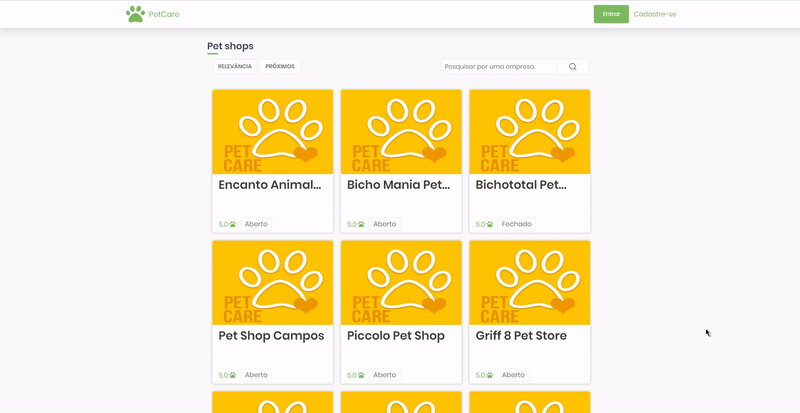 PetCare
Entrar
Cadastre-se
Pet shops
RELEVÂNCIA
PRÓXIMOS
Pesquisar por uma empresa.
PET
CARE
PET
CARE
PET
CARE
Encanto Animal...
Bicho Mania Pet...
Bichototal Pet...
5.0
Aberto
5.0
Aberto
5.0
Fechado
PET
CARE
PET
CARE
PET
CARE
Pet Shop Campos
Piccolo Pet Shop
Griff 8 Pet Store
5.0
Aberto
5.0
Aberto
5.0
Aberto